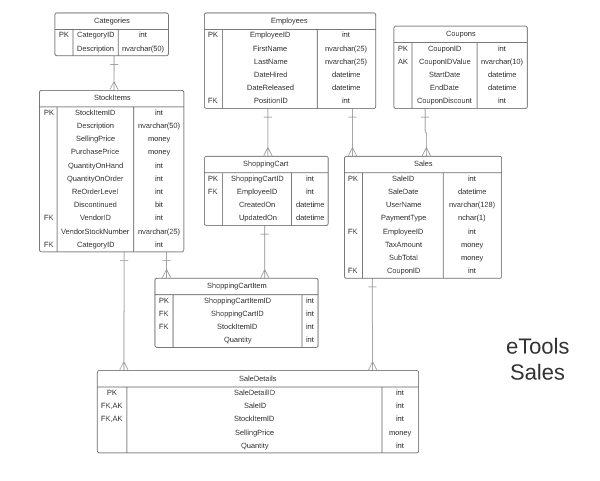 Categories
PK CategoryID int
Description nvarchar(50)
Employees
PK EmployeeID int
FirstName nvarchar(25)
LastName nvarchar(25)
DateHired datetime
DateReleased datetime
FK PositionID int
Coupons
PK CouponID int
AK CouponIDValue nvarchar(10)
StartDate datetime
EndDate datetime
CouponDiscount int
StockItems
PK StockItemID int
Description nvarchar(50)
SellingPrice money
PurchasePrice money
QuantityOnHand int
QuantityOnOrder int
ReOrderLevel int
Discontinued bit
FK VendorID int
VendorStockNumber nvarchar(25)
FK CategoryID int
ShoppingCart
PK ShoppingCartID int
FK EmployeeID int
CreatedOn datetime
UpdatedOn datetime
Sales
PK SaleID int
SaleDate datetime
UserName nvarchar(128)
PaymentType nchar(1)
FK EmployeeID int
TaxAmount money
SubTotal money
FK CouponID int
ShoppingCartItem
PK ShoppingCartItemID int
FK ShoppingCartID int
FK StockItemID int
Quantity int
eTools
Sales
SaleDetails
PK SaleDetailID int
FK,AK SaleID int
FK,AK StockItemID int
SellingPrice money
Quantity int